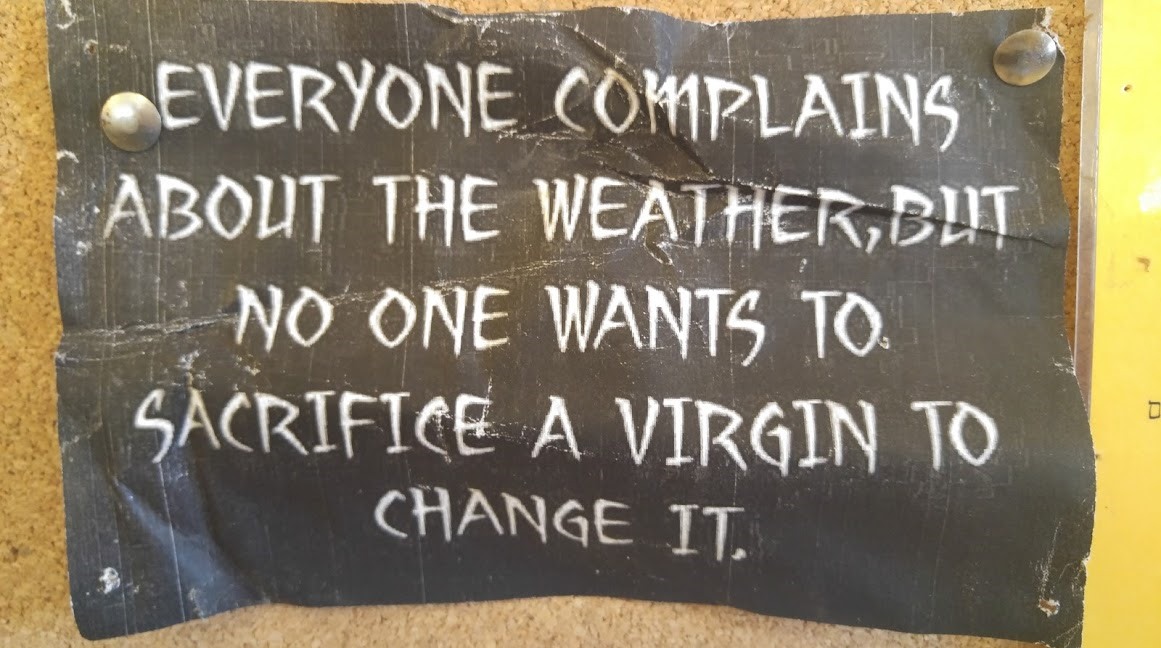 EVERYONE COMPLAINS
ABOUT THE WEATHER,BUT
NO ONE WANTS TO
SACRIFICE A VIRGIN TO
CHANGE IT.